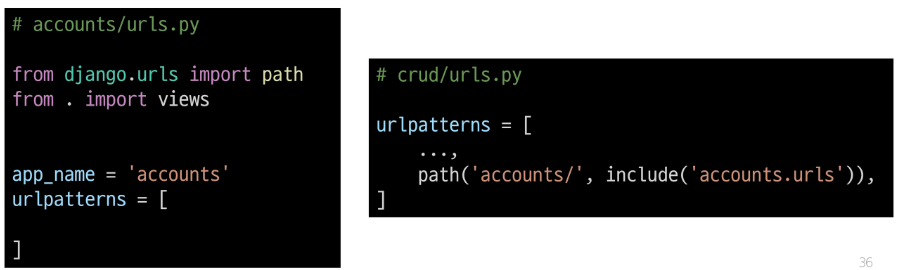 # accounts/urls.py
from django.urls import path
from . import views
app_name = 'accounts'
urlpatterns = [
]
# crud/urls.py
urlpatterns = [
    ...,
    path('accounts/', include('accounts.urls')),
]
36